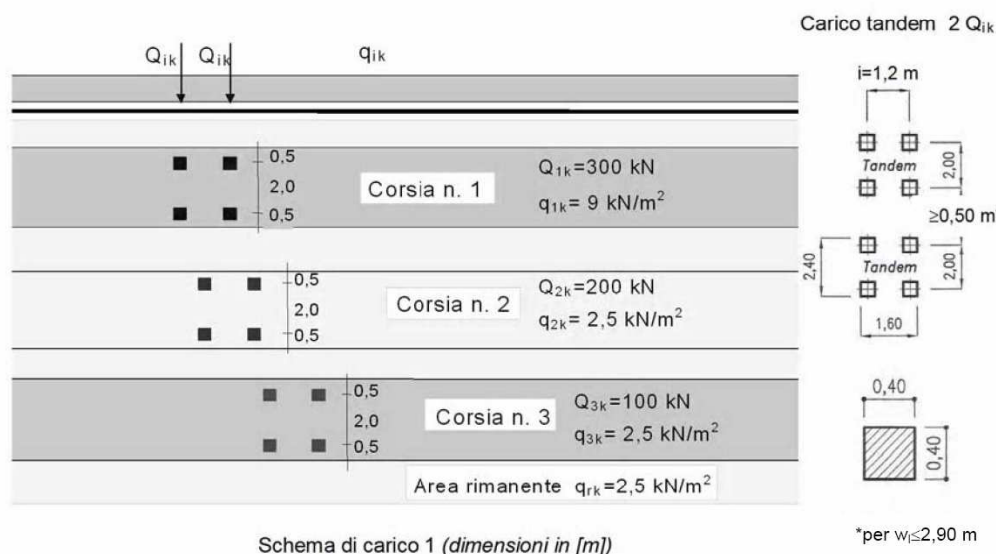 Carico tandem 2 Qik
Qik Qik qik
i=1,2 m
0,5
2,0
0,5
Corsia n. 1
Q1k=300 kN
q1k= 9 kN/m²
Tandem
2,00
≥0,50 m
0,5
2,0
0,5
Corsia n. 2
Q2k=200 kN
q2k= 2,5 kN/m²
2,40
Tandem
2,00
1,60
0,5
2,0
0,5
Corsia n. 3
Q3k=100 kN
q3k= 2,5 kN/m²
0,40
0,40
Area rimanente qrk=2,5 kN/m²
Schema di carico 1 (dimensioni in [m])
*per wl≤2,90 m